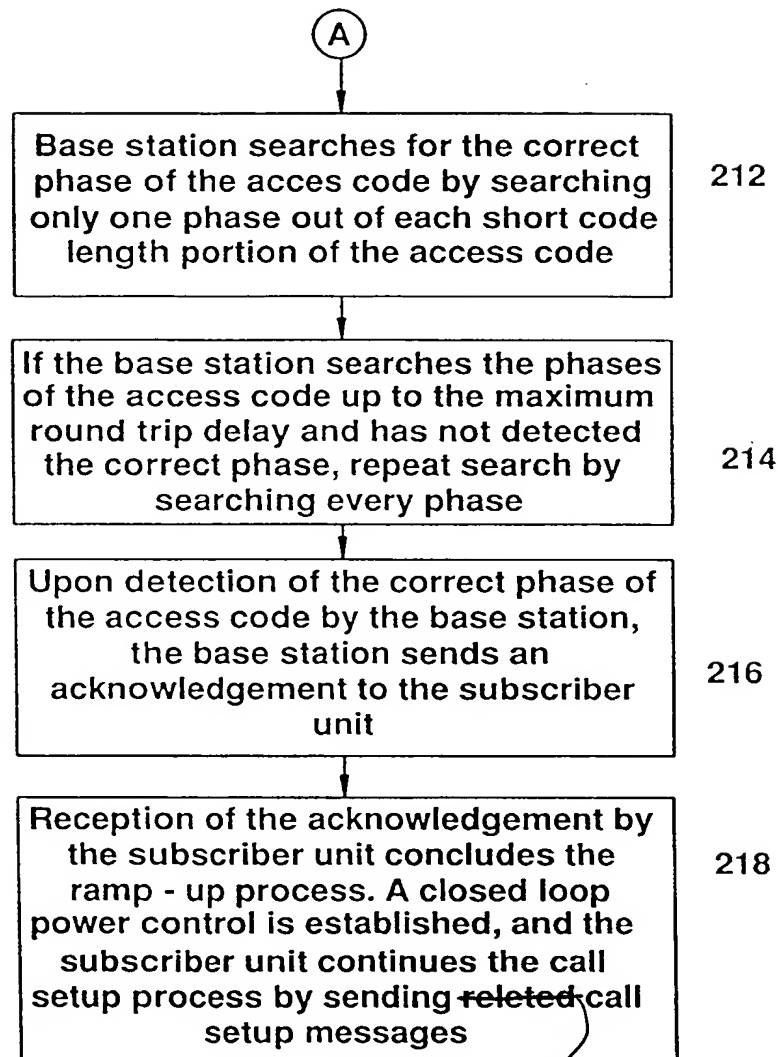 A
Base station searches for the correct
phase of the acces code by searching
only one phase out of each short code
length portion of the access code
212
If the base station searches the phases
of the access code up to the maximum
round trip delay and has not detected
the correct phase, repeat search by
searching every phase
214
Upon detection of the correct phase of
the access code by the base station,
the base station sends an
acknowledgement to the subscriber
unit
216
Reception of the acknowledgement by
the subscriber unit concludes the
ramp - up process. A closed loop
power control is established, and the
subscriber unit continues the call
setup process by sending releted call
setup messages
218